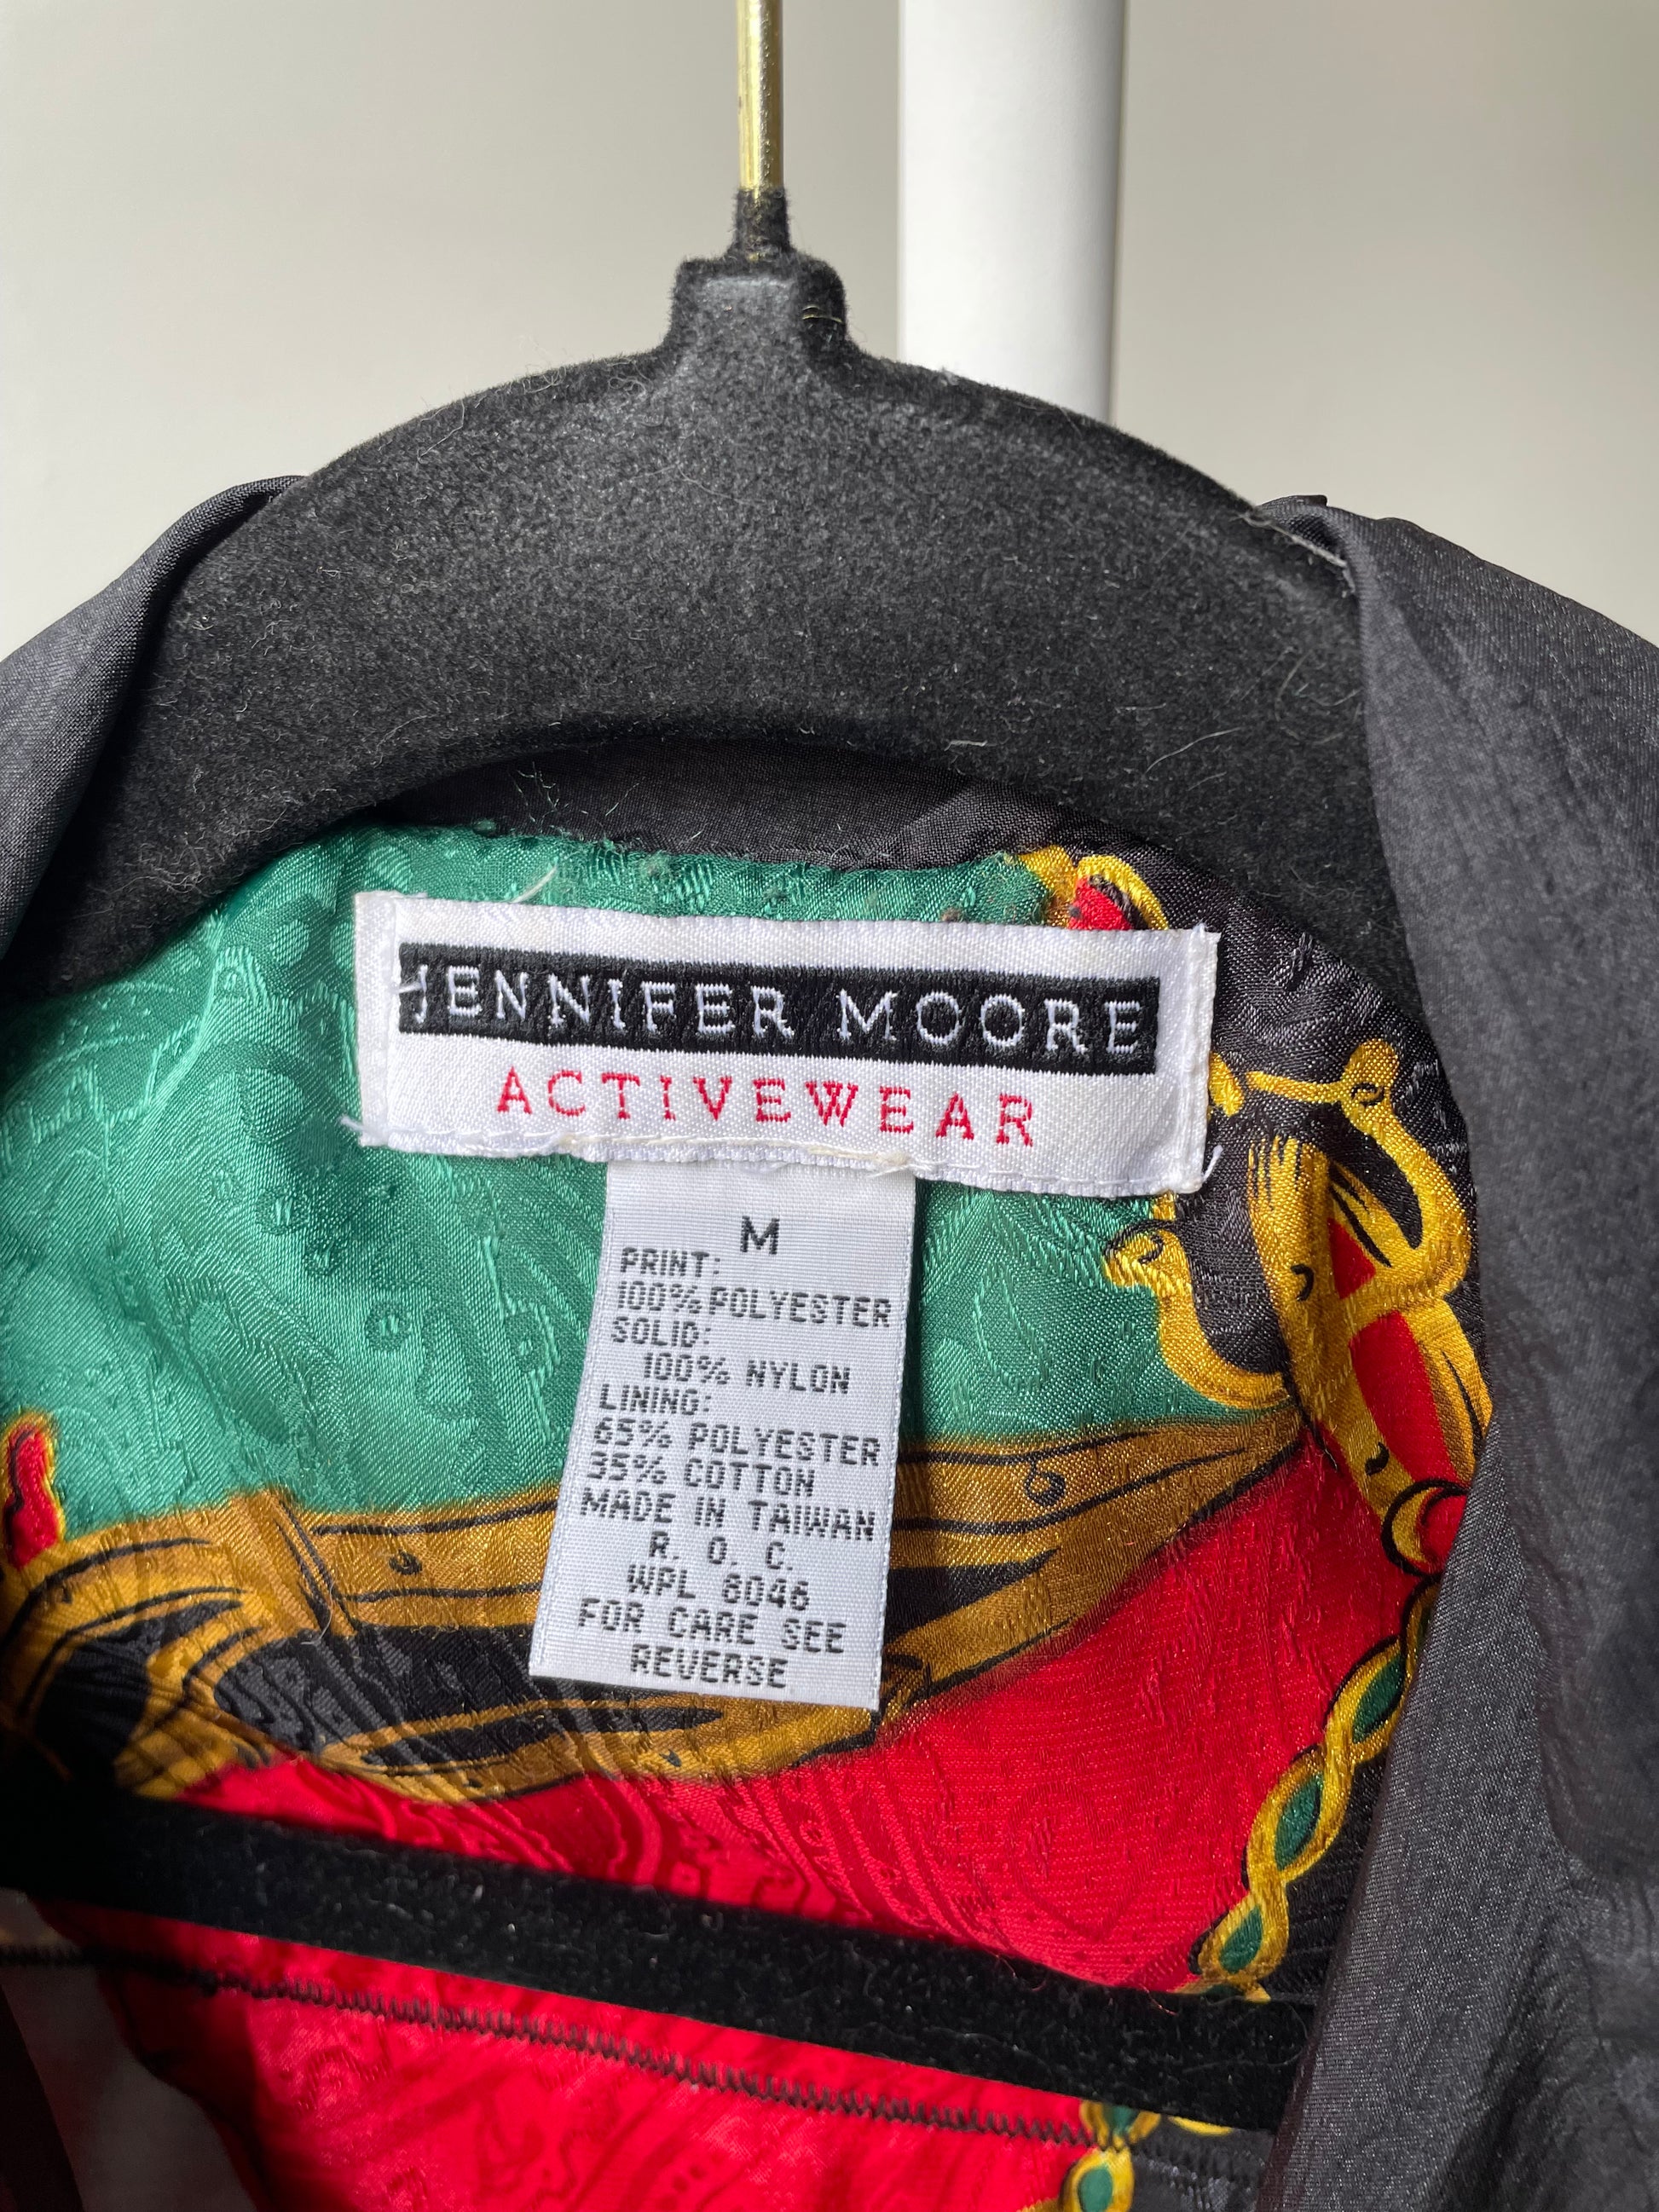 JENNIFER MOORE
ACTIVEWEAR
M
PRINT:
100% POLYESTER
SOLID:
100% NYLON
LINING:
65% POLYESTER
35% COTTON
MADE IN TAIWAN
R. O. C.
WPL 8046
FOR CARE SEE
REVERSE